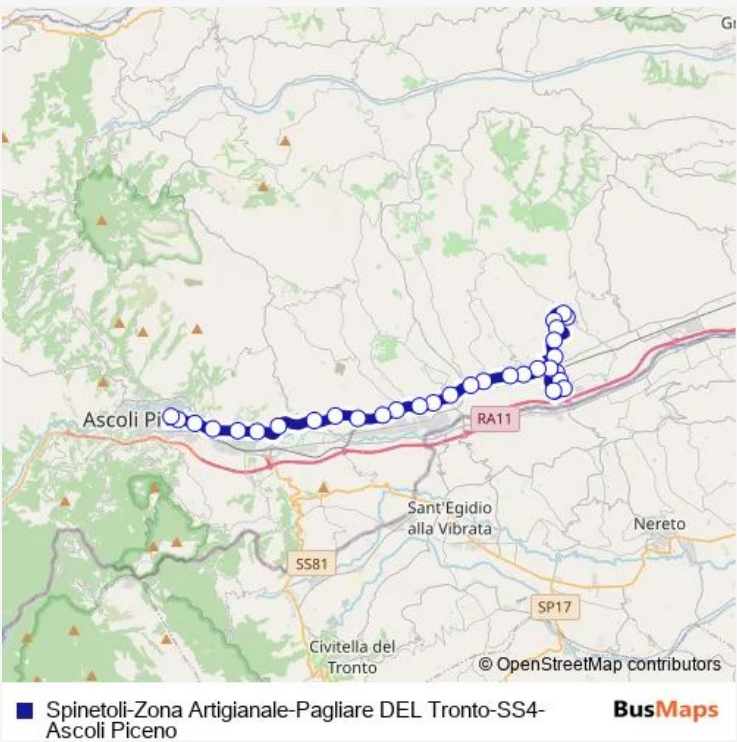 Gr
Ascoli Pi
RA11
Sant'Egidio
alla Vibrata
Nereto
SS81
SP17
Civitella del
Tronto
© OpenStreetMap contributors
Spinetoli-Zona Artigianale-Pagliare DEL Tronto-SS4-
Ascoli Piceno
BusMaps